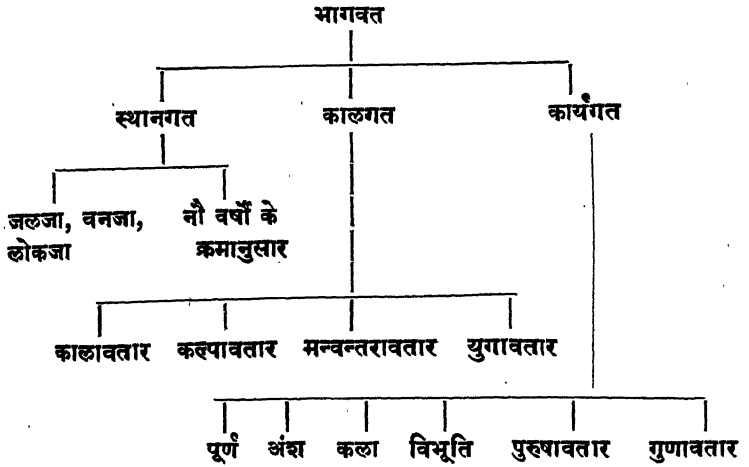 भागवत
स्थानगत कालगत कार्यगत
जलजा, वनजा, नौ वर्षों के
लोकजा क्रमानुसार
कालावतार कल्पावतार मन्वन्तरावतार युगावतार
पूर्ण अंश कला विभूति पुरुषावतार गुणावतार